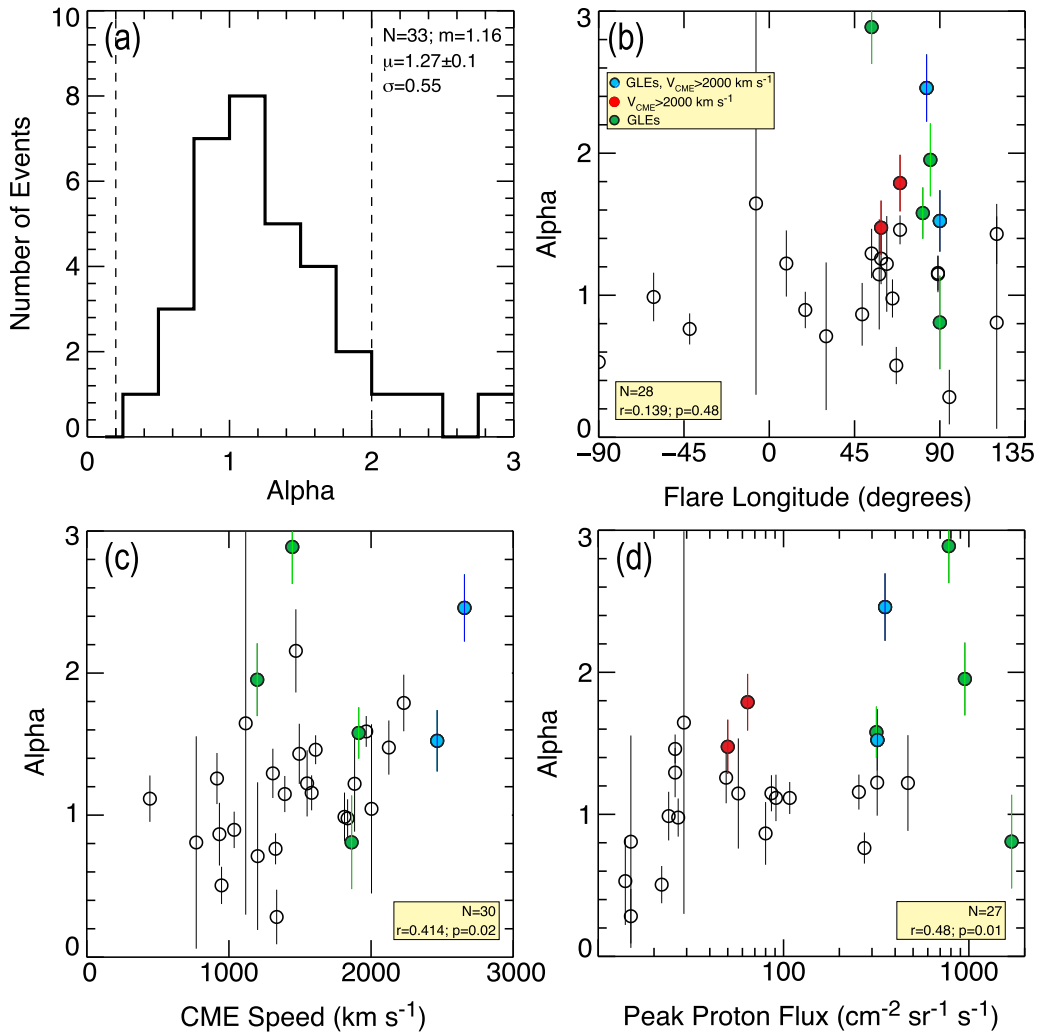 (a)
N=33; m=1.16
μ=1.27±0.1
σ=0.55
10
8
6
4
2
0
Number of Events
0 1 2 3
Alpha
(b)
GLEs, V_CME>2000 km s⁻¹
V_CME>2000 km s⁻¹
GLEs
N=28
r=0.139; p=0.48
3
2
1
0
Alpha
−90 −45 0 45 90 135
Flare Longitude (degrees)
(c)
3
2
1
0
Alpha
N=30
r=0.414; p=0.02
0 1000 2000 3000
CME Speed (km s⁻¹)
(d)
3
2
1
0
Alpha
N=27
r=0.48; p=0.01
100 1000
Peak Proton Flux (cm⁻² sr⁻¹ s⁻¹)